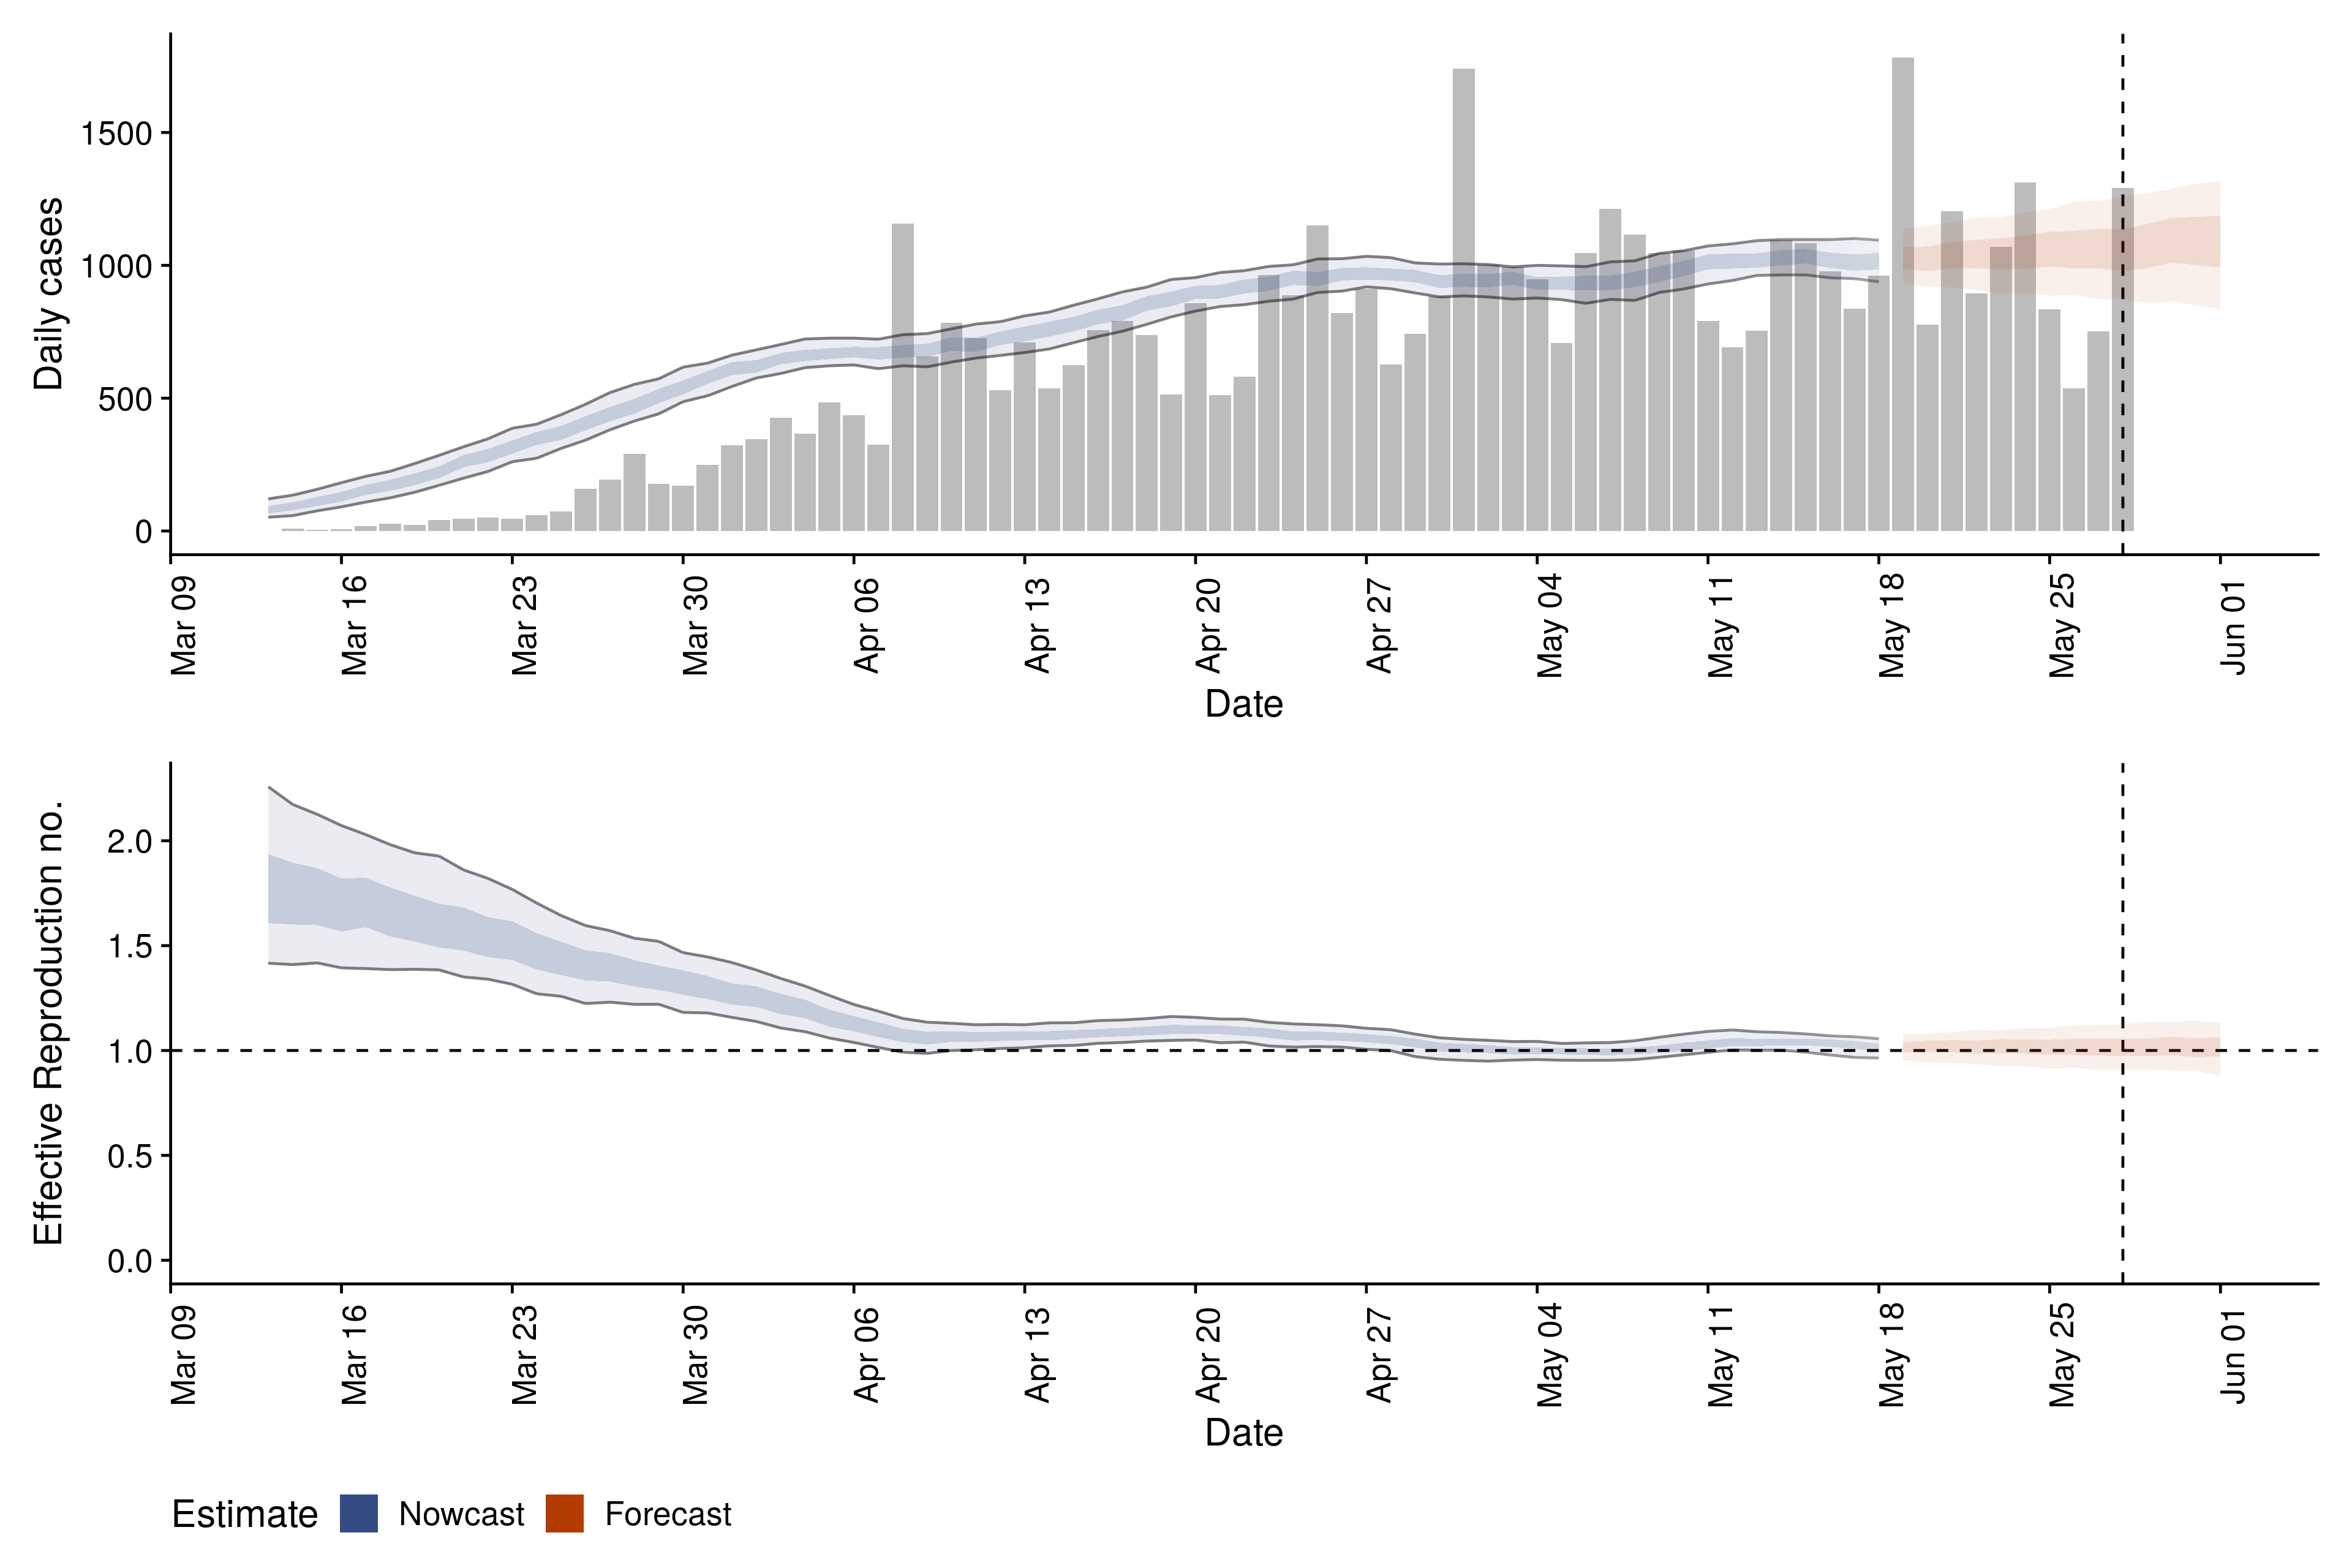 Daily cases
1500
1000
500
0
Mar 09
Mar 16
Mar 23
Mar 30
Apr 06
Apr 13
Apr 20
Apr 27
May 04
May 11
May 18
May 25
Jun 01
Date
Effective Reproduction no.
2.0
1.5
1.0
0.5
0.0
Mar 09
Mar 16
Mar 23
Mar 30
Apr 06
Apr 13
Apr 20
Apr 27
May 04
May 11
May 18
May 25
Jun 01
Date
Estimate Nowcast Forecast